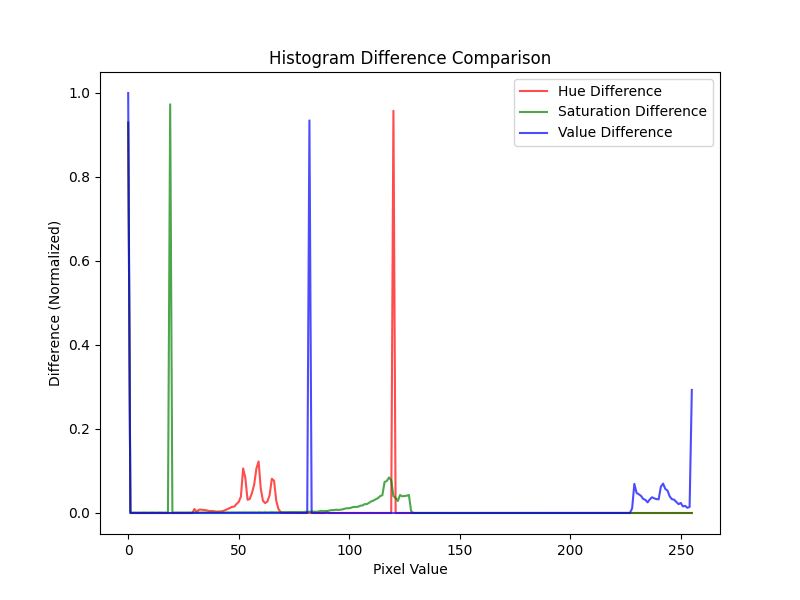 Histogram Difference Comparison
Hue Difference
Saturation Difference
Value Difference
1.0
0.8
0.6
0.4
0.2
0.0
Difference (Normalized)
0 50 100 150 200 250
Pixel Value